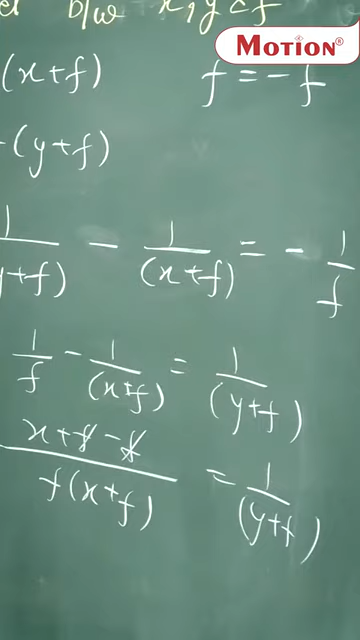 b/w x, y & f
MOTION®
(x+f) f = -f
-(y+f)
1/(y+f) - 1/(x+f) = - 1/f
1/f - 1/(x+f) = 1/(y+f)
x+f-f/f(x+f) = 1/(y+f)